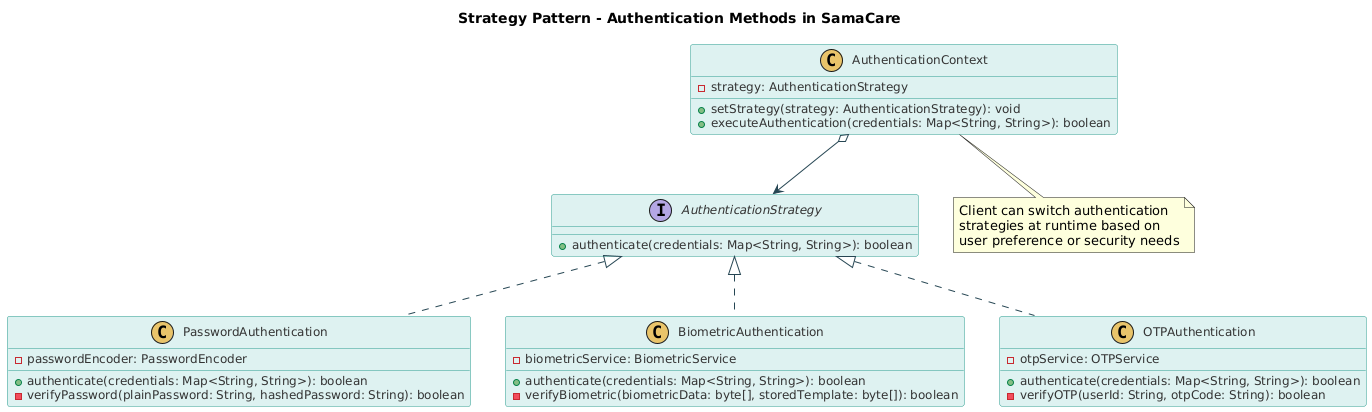 Strategy Pattern - Authentication Methods in SamaCare
C AuthenticationContext
strategy: AuthenticationStrategy
setStrategy(strategy: AuthenticationStrategy): void
executeAuthentication(credentials: Map<String, String>): boolean
I AuthenticationStrategy
authenticate(credentials: Map<String, String>): boolean
Client can switch authentication
strategies at runtime based on
user preference or security needs
C PasswordAuthentication
passwordEncoder: PasswordEncoder
authenticate(credentials: Map<String, String>): boolean
verifyPassword(plainPassword: String, hashedPassword: String): boolean
C BiometricAuthentication
biometricService: BiometricService
authenticate(credentials: Map<String, String>): boolean
verifyBiometric(biometricData: byte[], storedTemplate: byte[]): boolean
C OTPAuthentication
otpService: OTPService
authenticate(credentials: Map<String, String>): boolean
verifyOTP(userId: String, otpCode: String): boolean